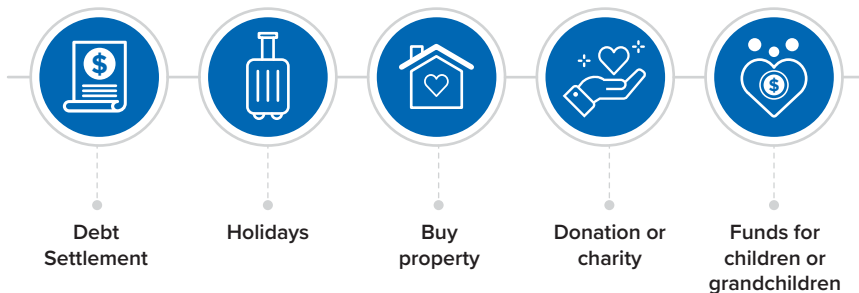 $
$
Debt
Settlement
Holidays
Buy
property
Donation or
charity
Funds for
children or
grandchildren